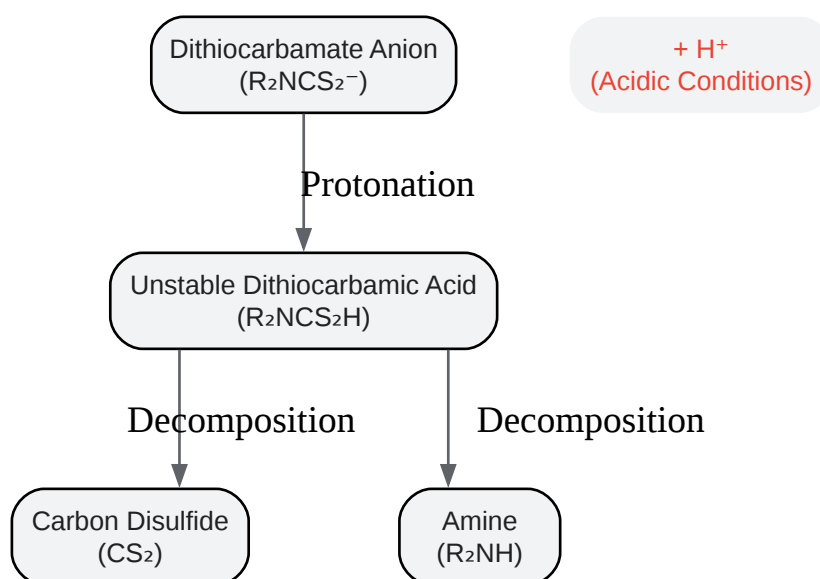 Dithiocarbamate Anion
(R₂NCS₂⁻)
+ H⁺
(Acidic Conditions)
Protonation
Unstable Dithiocarbamic Acid
(R₂NCS₂H)
Decomposition
Decomposition
Carbon Disulfide
(CS₂)
Amine
(R₂NH)